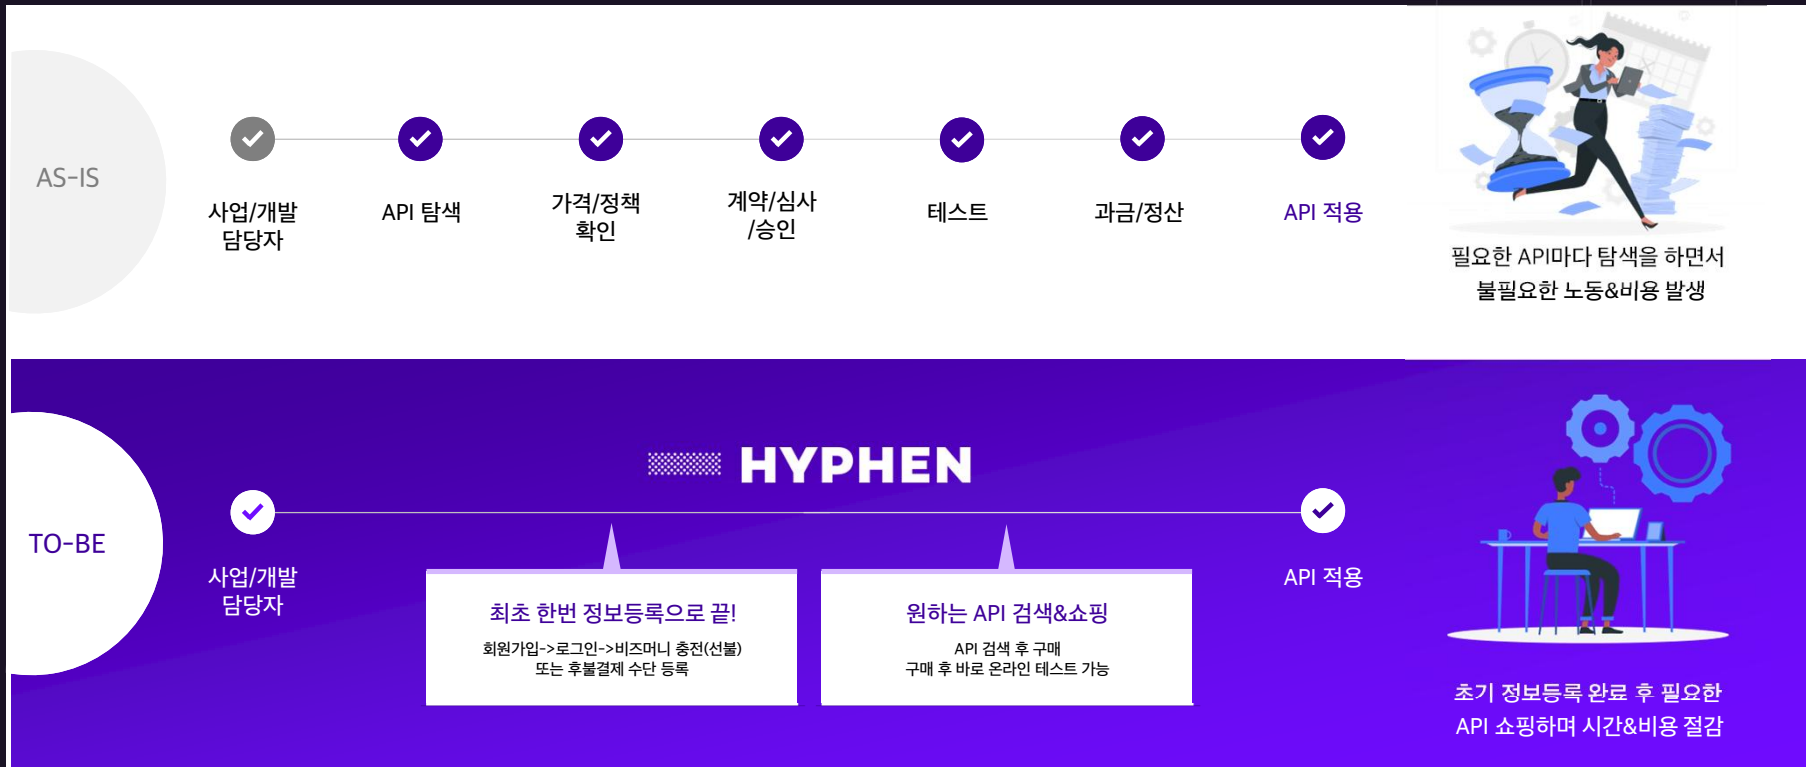 AS-IS
사업/개발
담당자
API 탐색
가격/정책
확인
계약/심사
/승인
테스트
과금/정산
API 적용
필요한 API마다 탐색을 하면서
불필요한 노동&비용 발생
TO-BE
HYPHEN
사업/개발
담당자
최초 한번 정보등록으로 끝!
회원가입->로그인->비즈머니 충전(선불)
또는 후불결제 수단 등록
원하는 API 검색&쇼핑
API 검색 후 구매
구매 후 바로 온라인 테스트 가능
API 적용
초기 정보등록 완료 후 필요한
API 쇼핑하며 시간&비용 절감